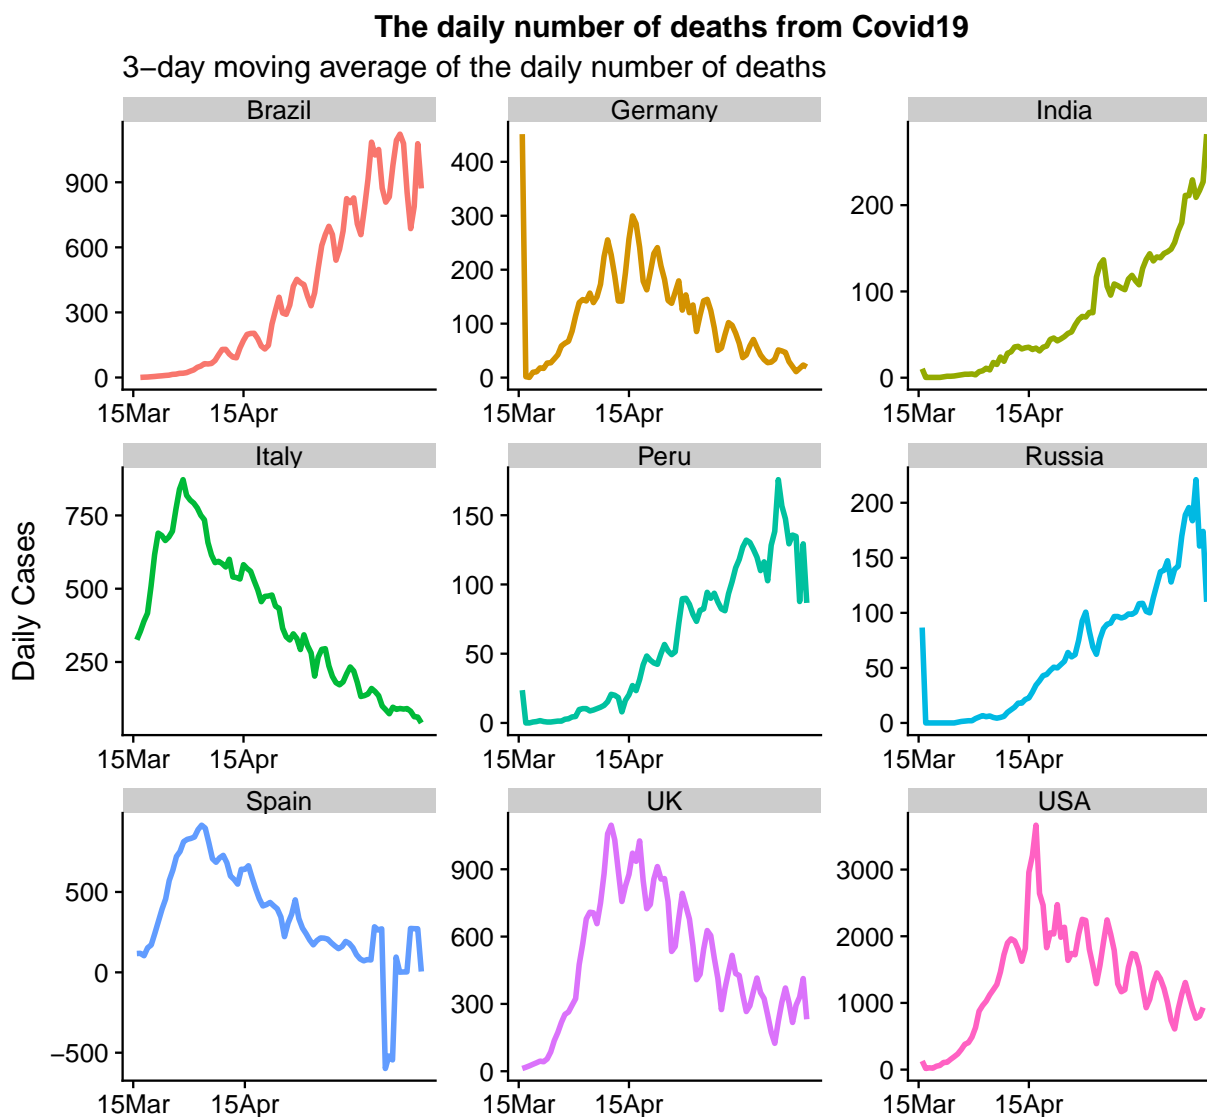 The daily number of deaths from Covid19
3−day moving average of the daily number of deaths
Brazil
Germany
India
900
600
300
0
15Mar 15Apr
400
300
200
100
0
15Mar 15Apr
200
100
0
15Mar 15Apr
Daily Cases
Italy
Peru
Russia
750
500
250
15Mar 15Apr
150
100
50
0
15Mar 15Apr
200
150
100
50
0
15Mar 15Apr
Spain
UK
USA
500
0
−500
15Mar 15Apr
900
600
300
0
15Mar 15Apr
3000
2000
1000
0
15Mar 15Apr